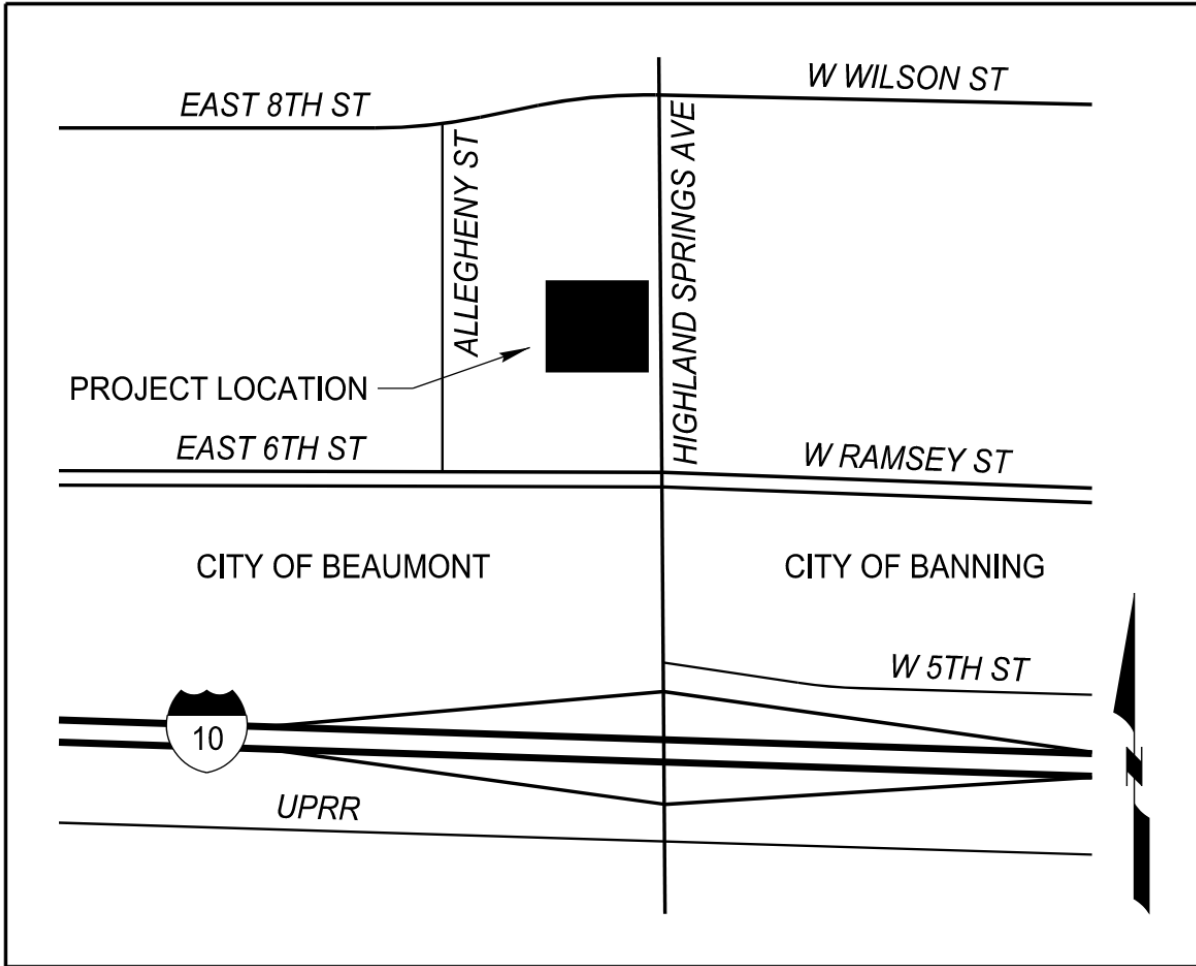 W WILSON ST
EAST 8TH ST
ALLEGHENY ST
HIGHLAND SPRINGS AVE
PROJECT LOCATION
EAST 6TH ST
W RAMSEY ST
CITY OF BEAUMONT
CITY OF BANNING
W 5TH ST
10
UPRR
N